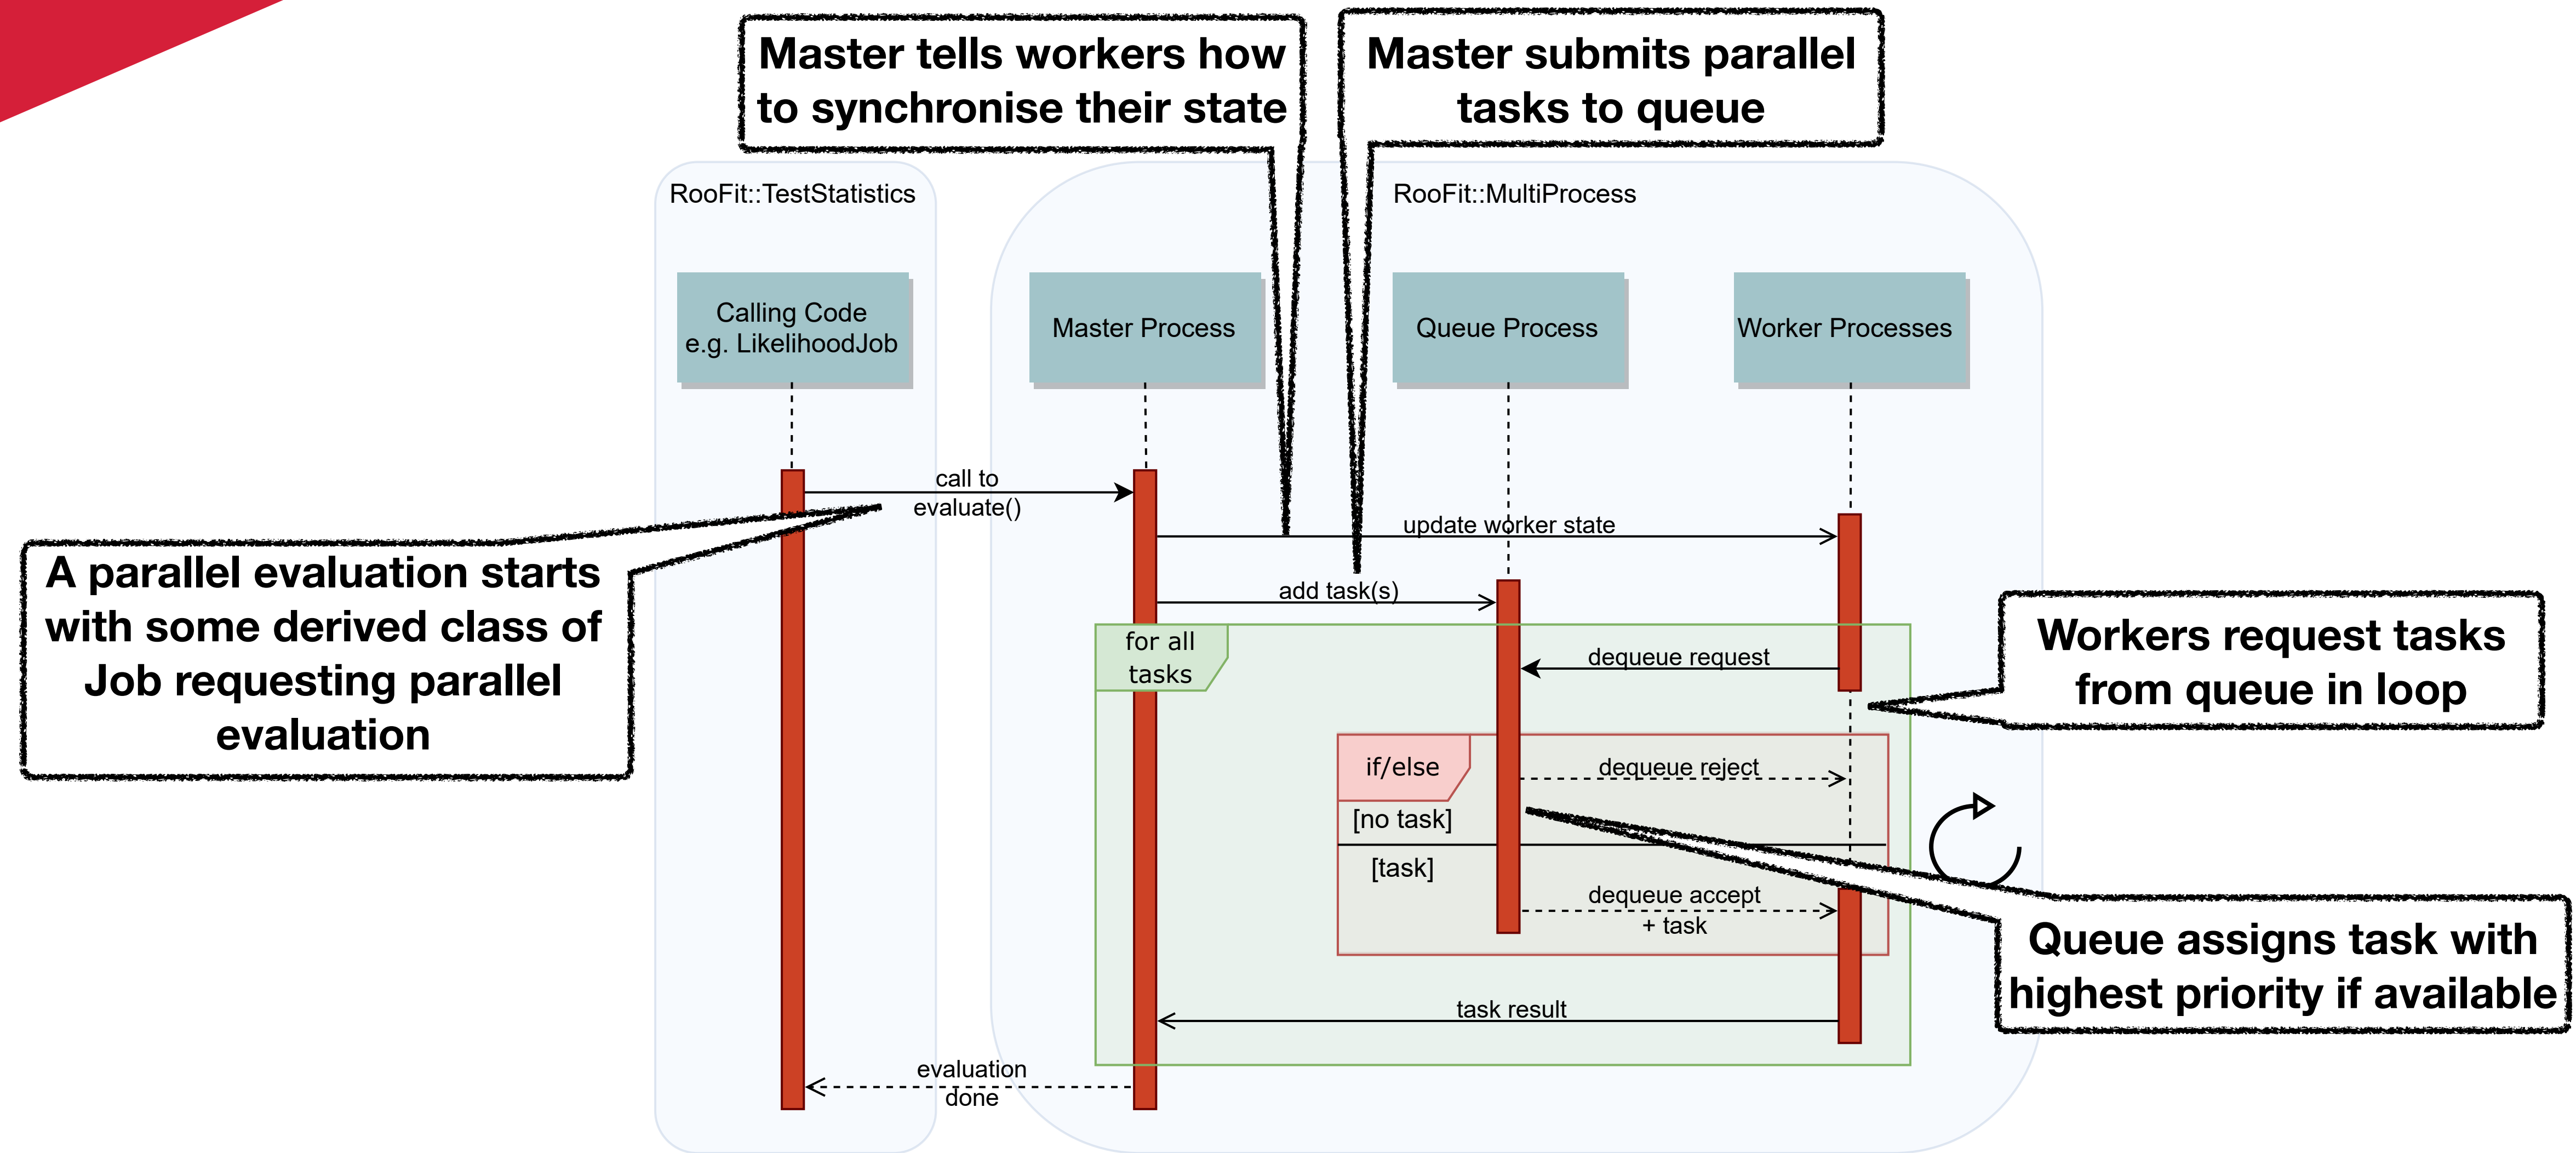 Master tells workers how
to synchronise their state
Master submits parallel
tasks to queue
RooFit::TestStatistics
RooFit::MultiProcess
Calling Code
e.g. LikelihoodJob
Master Process
Queue Process
Worker Processes
call to
evaluate()
update worker state
A parallel evaluation starts
with some derived class of
Job requesting parallel
evaluation
add task(s)
for all
tasks
dequeue request
Workers request tasks
from queue in loop
if/else
dequeue reject
[no task]
[task]
dequeue accept
+ task
Queue assigns task with
highest priority if available
task result
evaluation
done